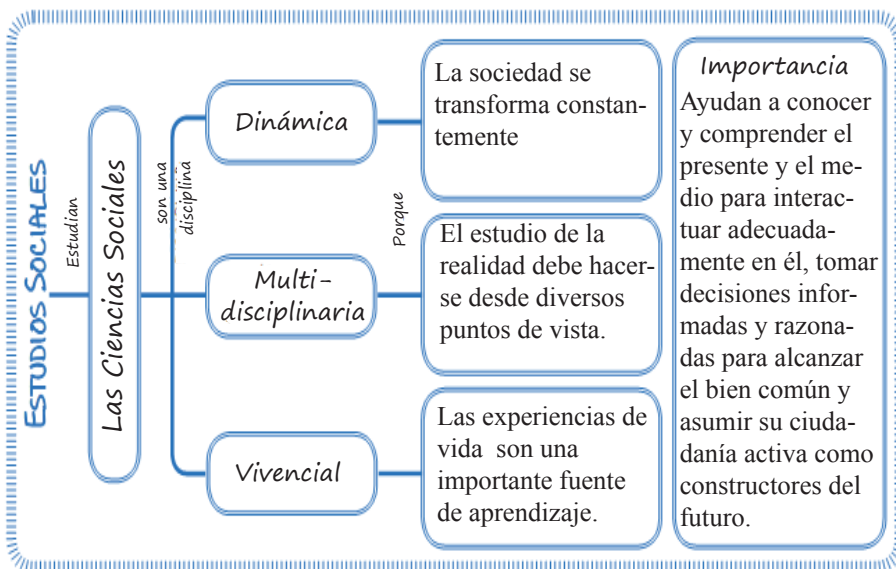 ESTUDIOS SOCIALES
Estudian
Las Ciencias Sociales
son una
disciplina
Dinámica
Multi-
disciplinaria
Vivencial
Porque
La sociedad se
transforma constan-
temente
El estudio de la
realidad debe hacer-
se desde diversos
puntos de vista.
Las experiencias de
vida son una
importante fuente
de aprendizaje.
Importancia
Ayudan a conocer
y comprender el
presente y el me-
dio para interac-
tuar adecuada-
mente en él, tomar
decisiones infor-
madas y razona-
das para alcanzar
el bien común y
asumir su ciuda-
danía activa como
constructores del
futuro.